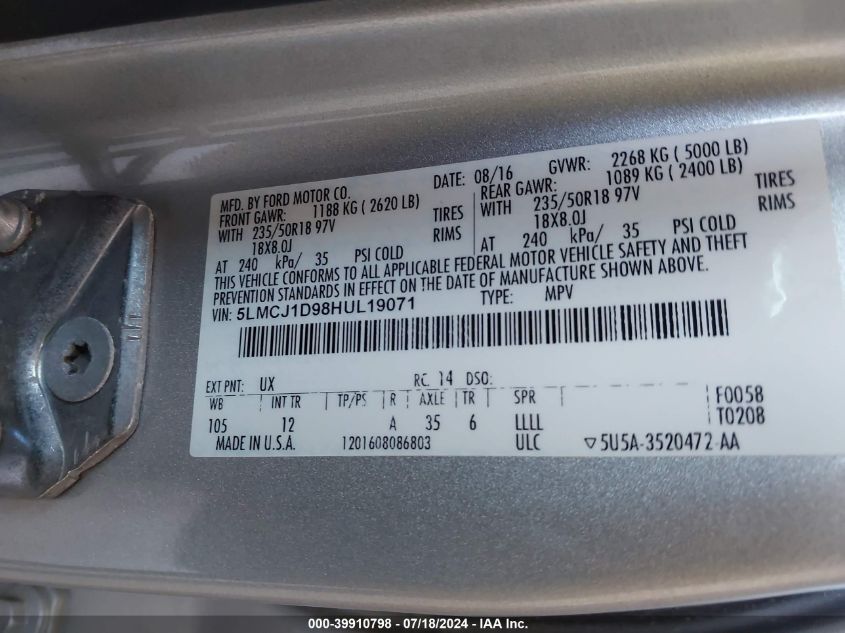 MFD. BY FORD MOTOR CO.
DATE: 08/16 GVWR: 2268 KG ( 5000 LB)
FRONT GAWR: 1188 KG ( 2620 LB)
REAR GAWR: 1089 KG ( 2400 LB)
WITH 235/50R18 97V TIRES
WITH 235/50R18 97V TIRES
18X8.0J RIMS
18X8.0J RIMS
AT 240 kPa/ 35 PSI COLD
AT 240 kPa/ 35 PSI COLD
THIS VEHICLE CONFORMS TO ALL APPLICABLE FEDERAL MOTOR VEHICLE SAFETY AND THEFT
PREVENTION STANDARDS IN EFFECT ON THE DATE OF MANUFACTURE SHOWN ABOVE.
VIN: 5LMCJ1D98HUL19071 TYPE: MPV
EXT PNT: UX RC: 14 DSO:
WB INT TR TP/PS R AXLE TR SPR F0058
105 12 A 35 6 LLLL T0208
MADE IN U.S.A. 1201608086803 ULC ▽5U5A-3520472-AA
000-39910798 - 07/18/2024 - IAAI Inc.